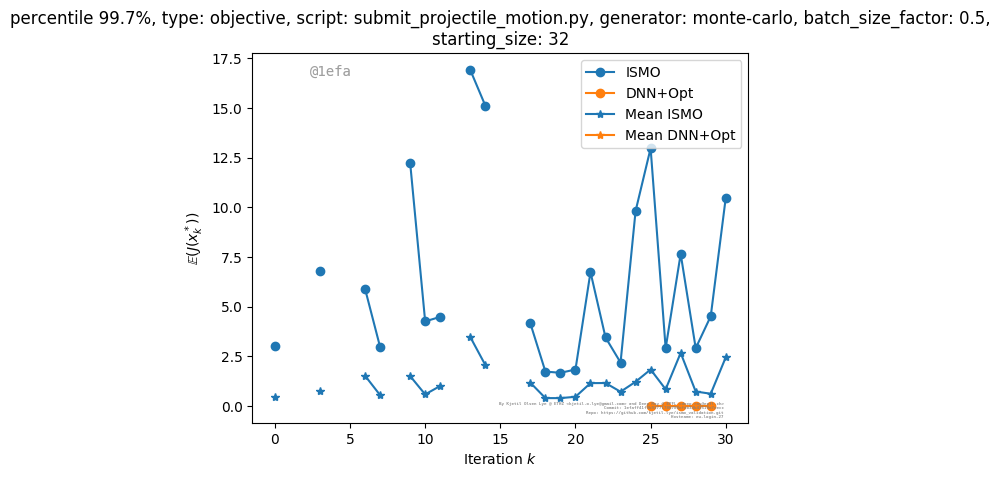 percentile 99.7%, type: objective, script: submit_projectile_motion.py, generator: monte-carlo, batch_size_factor: 0.5,
starting_size: 32
@1efa
ISMO
DNN+Opt
Mean ISMO
Mean DNN+Opt
17.5
15.0
12.5
10.0
7.5
5.0
2.5
0.0
𝔼(J(x_k^*))
0 5 10 15 20 25 30
Iteration k